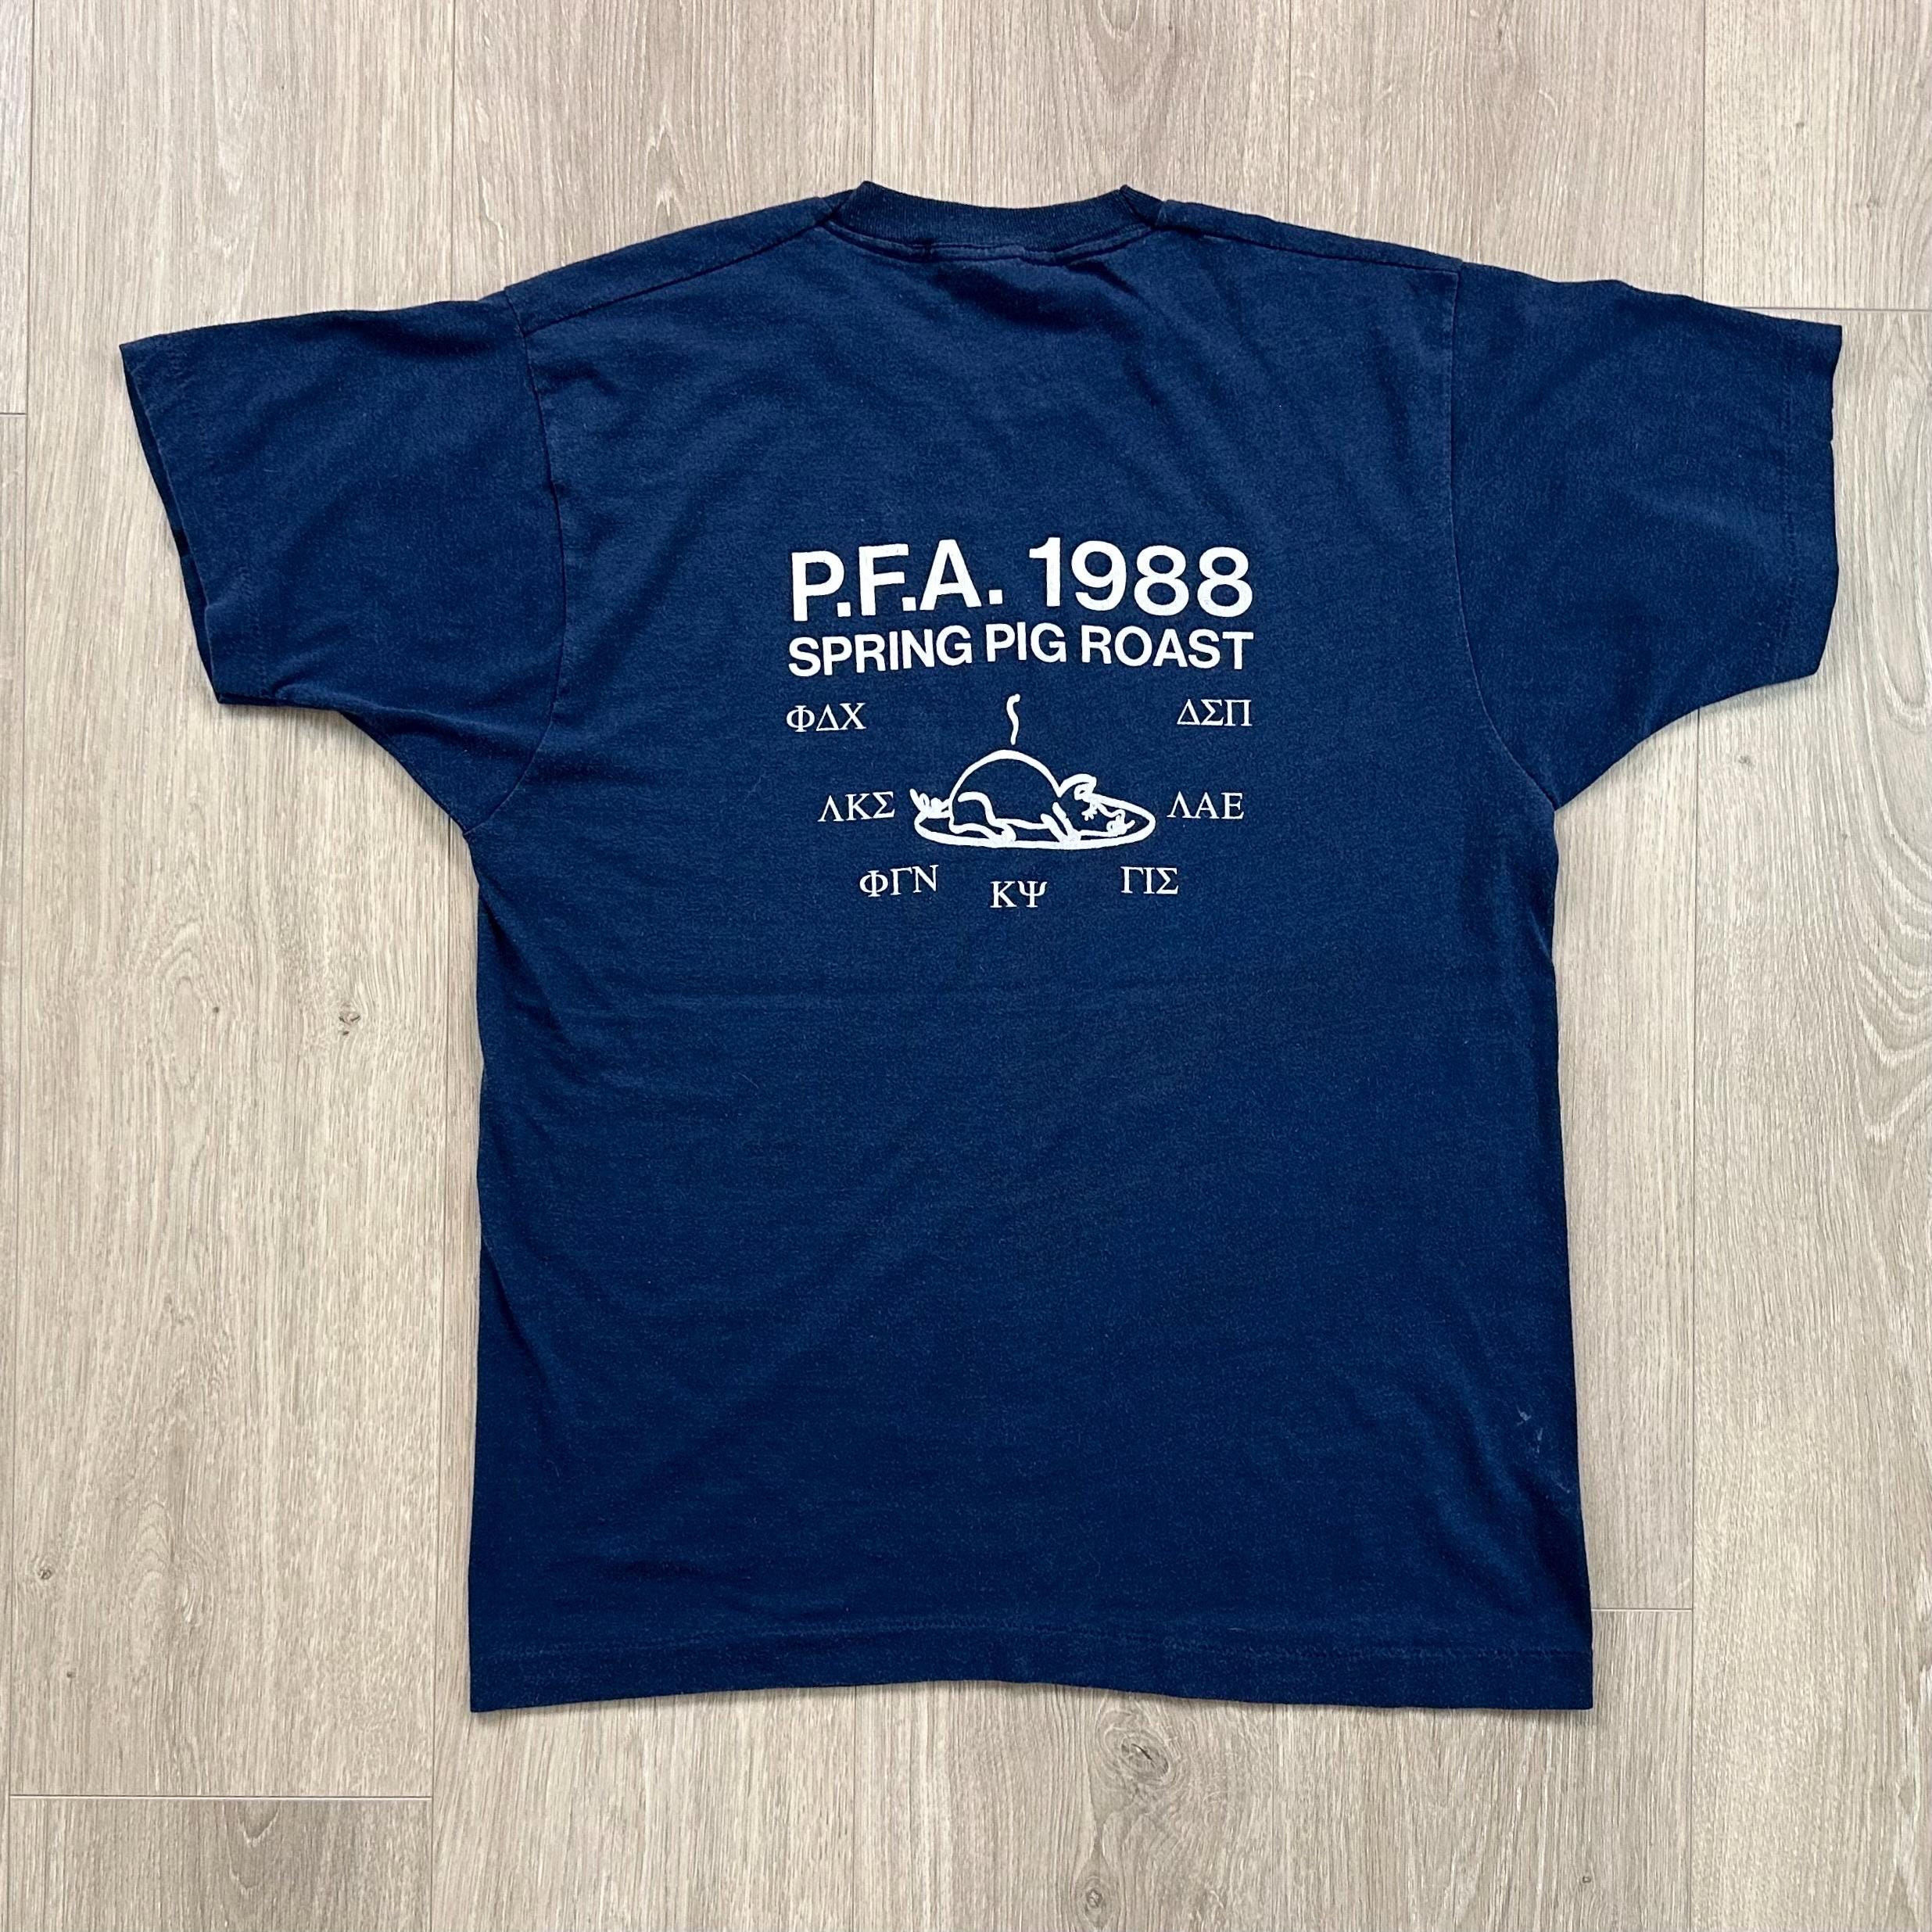 P.F.A. 1988
SPRING PIG ROAST
ΦΔΧ ΔΣΠ
ΛΚΣ ΛΑΕ
ΦΓΝ ΚΨ ΓΙΣ